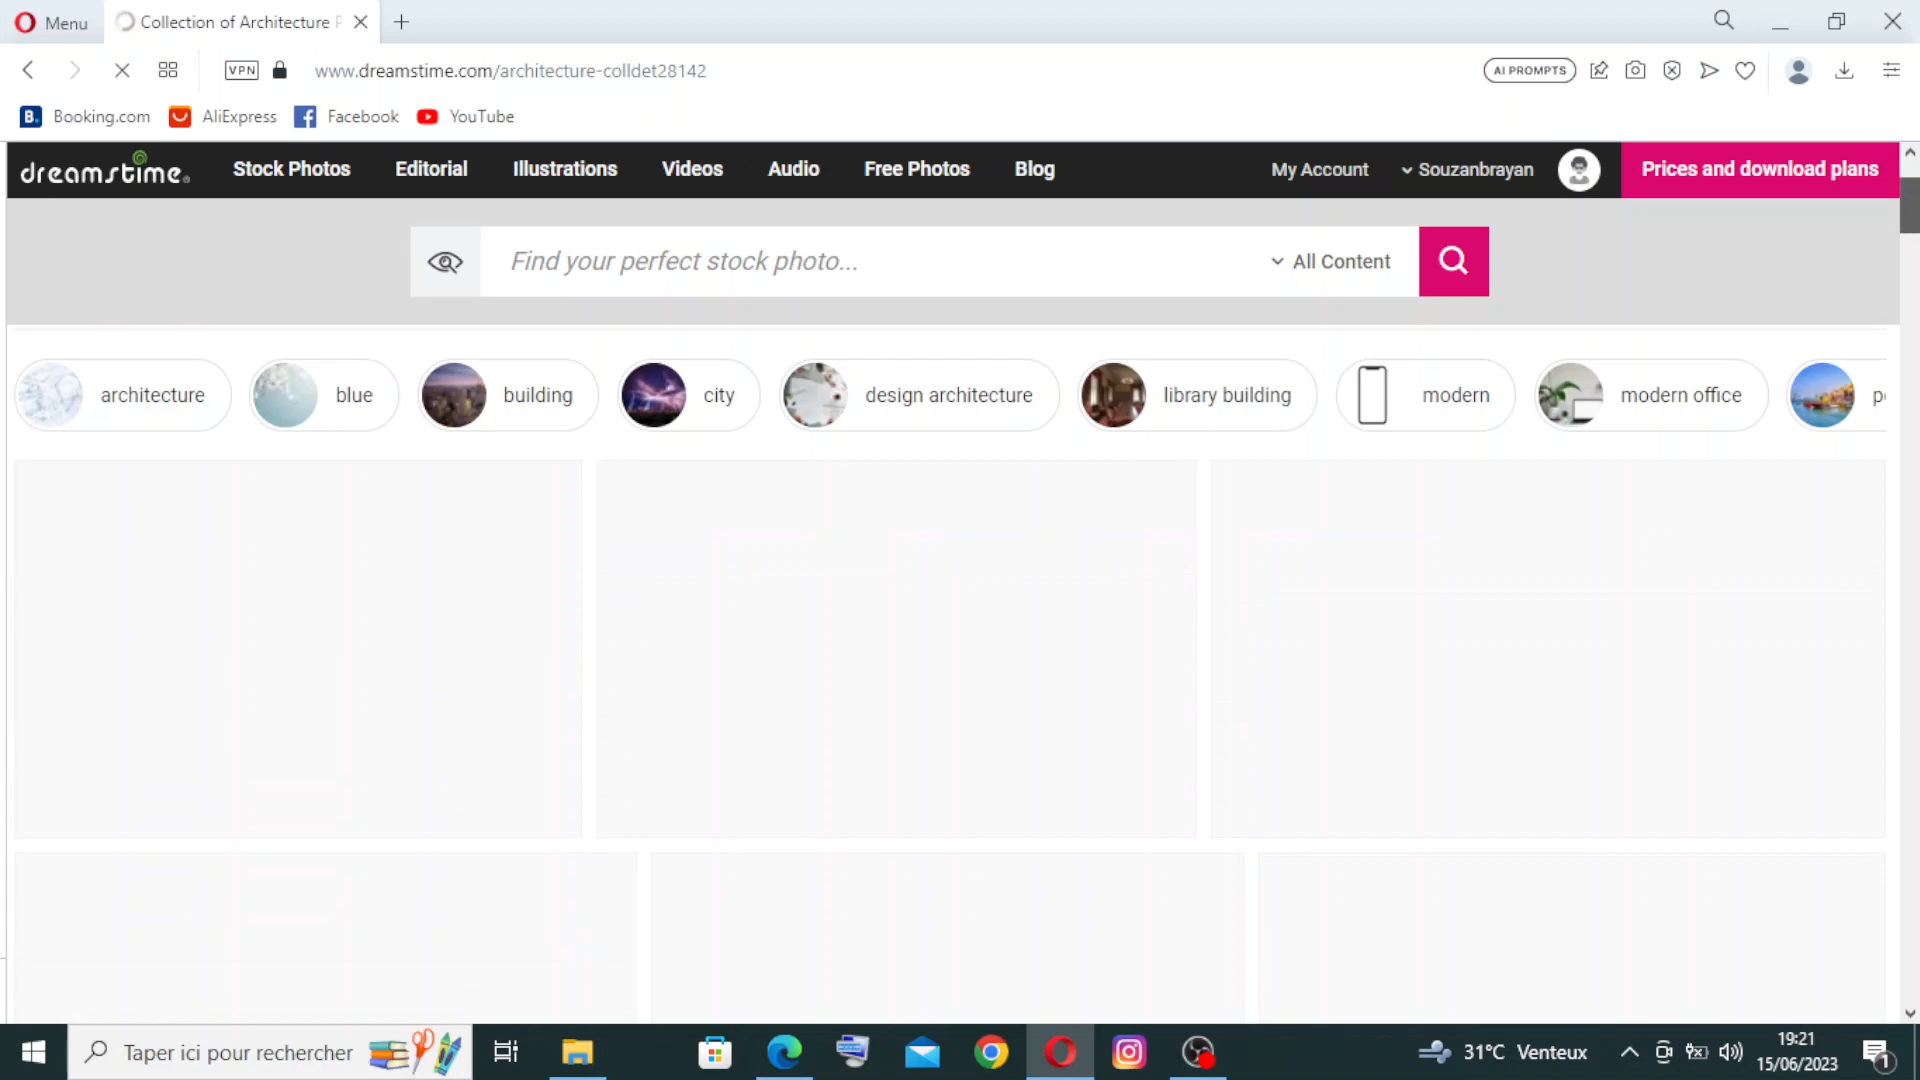 Menu
Collection of Architecture P
VPN
www.dreamstime.com/architecture-colldet28142
AI PROMPTS
B. Booking.com
AliExpress
Facebook
YouTube
dreamstime.
Stock Photos
Editorial
Illustrations
Videos
Audio
Free Photos
Blog
My Account
Souzanbrayan
Prices and download plans
Find your perfect stock photo...
All Content
architecture
blue
building
city
design architecture
library building
modern
modern office
Taper ici pour rechercher
31°C Venteux
19:21
15/06/2023
1